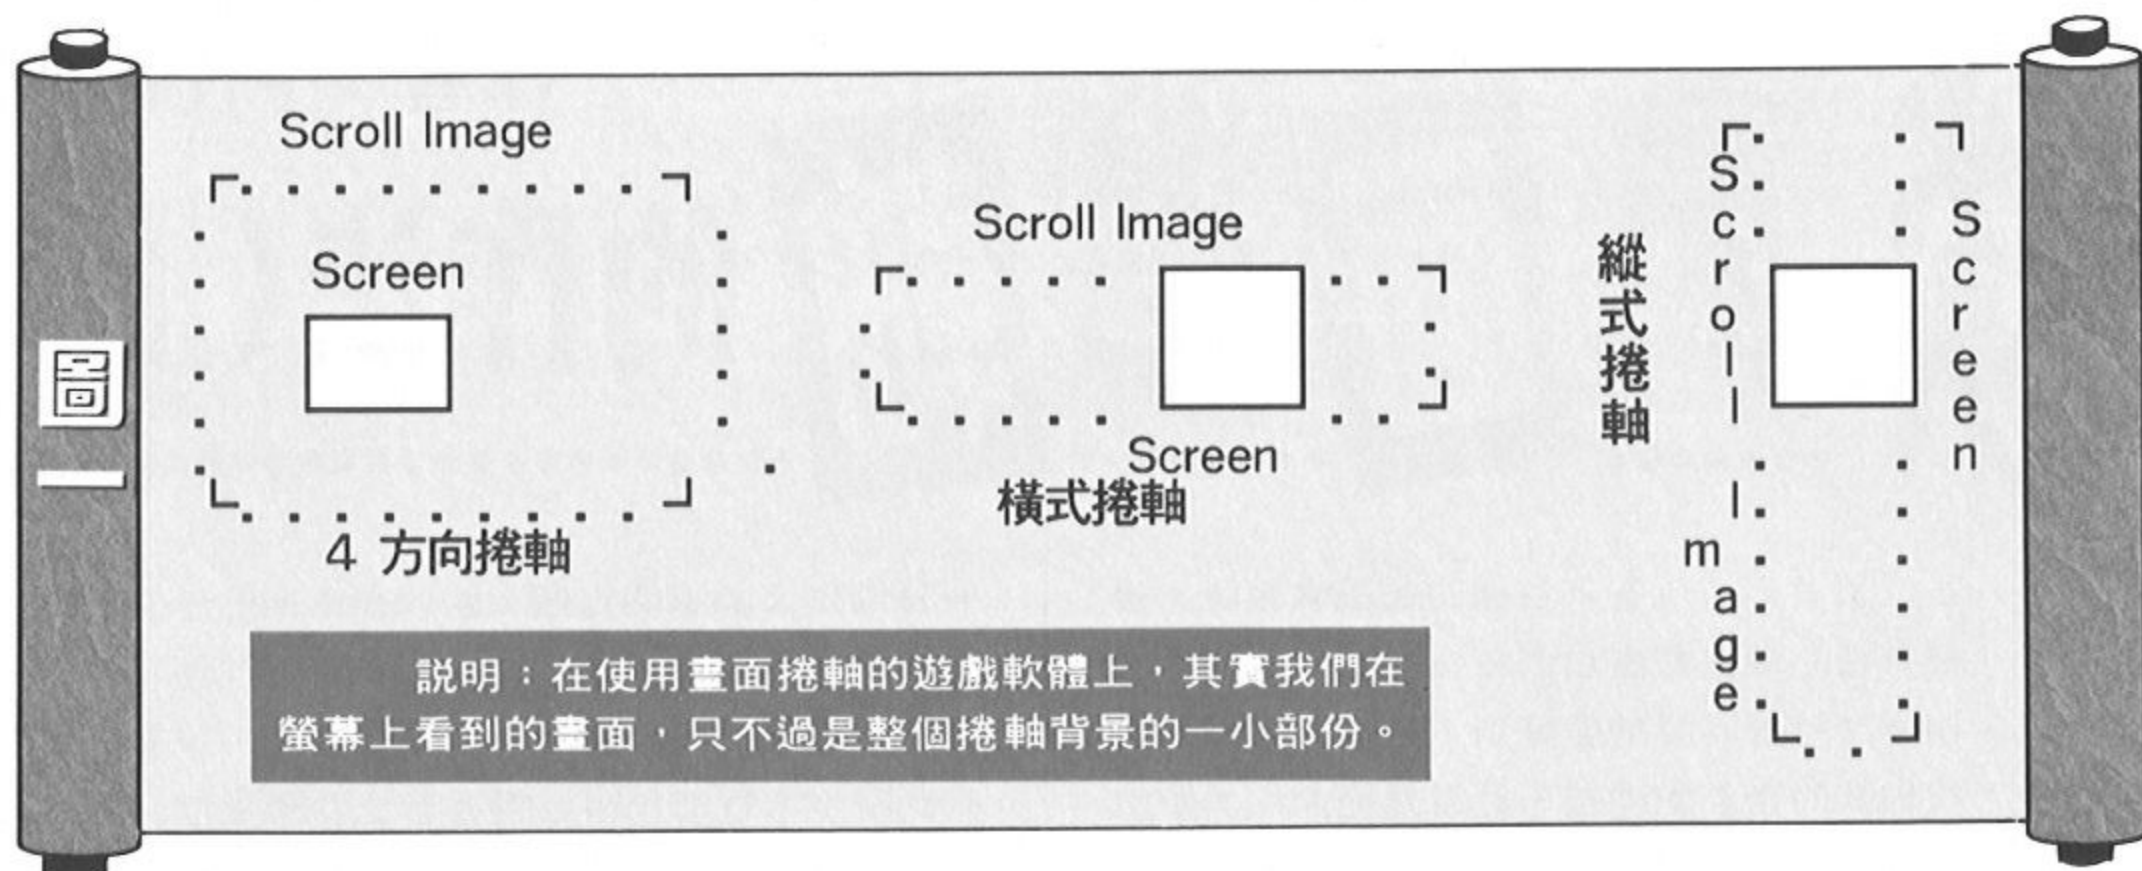 圖一
Scroll Image
Screen
4 方向捲軸
Scroll Image
Screen
橫式捲軸
縱式捲軸
Scroll Image
Screen
説明：在使用畫面捲軸的遊戲軟體上，其實我們在
螢幕上看到的畫面，只不過是整個捲軸背景的一小部份。